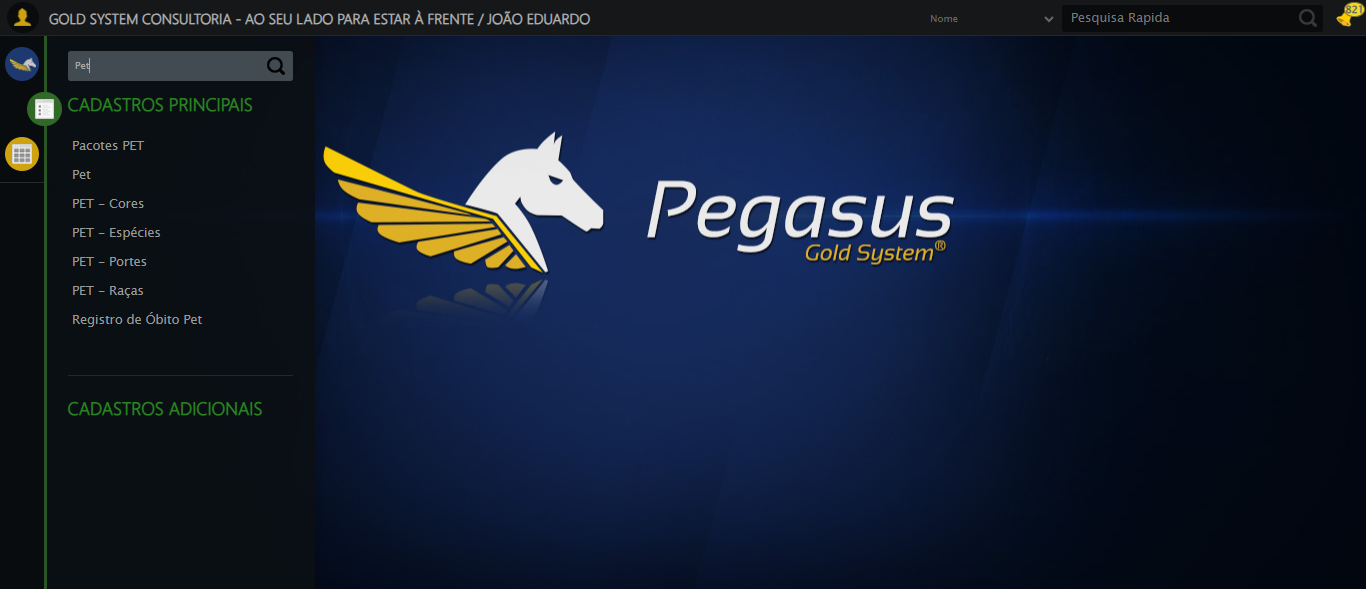 GOLD SYSTEM CONSULTORIA - AO SEU LADO PARA ESTAR À FRENTE / JOÃO EDUARDO
Nome
Pesquisa Rapida
821
Pet
CADASTROS PRINCIPAIS
Pacotes PET
Pet
PET - Cores
PET - Espécies
PET - Portes
PET - Raças
Registro de Óbito Pet
CADASTROS ADICIONAIS
Pegasus
Gold System®